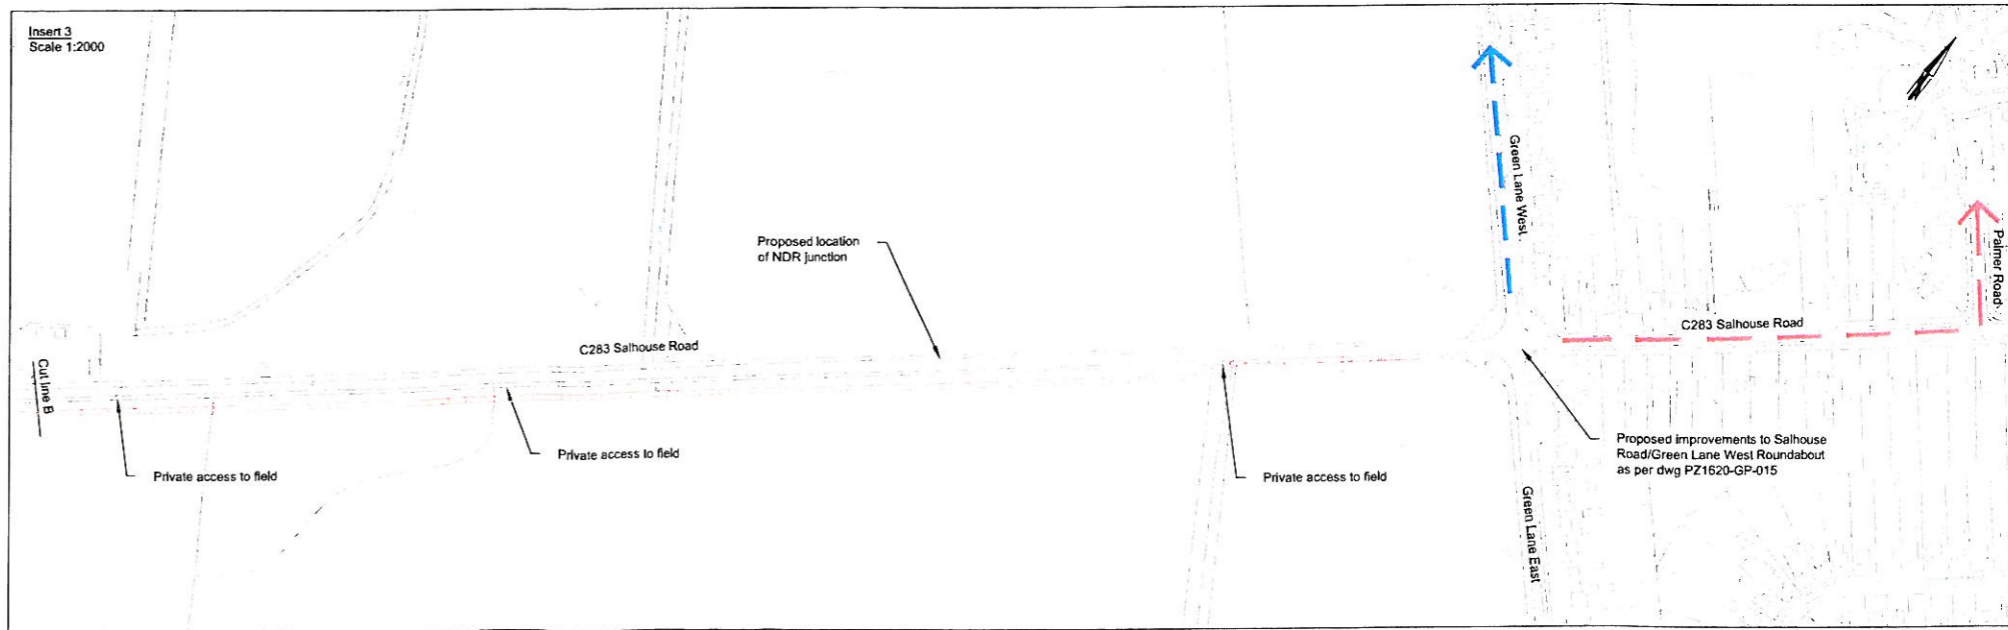 Insert 3
Scale 1:2000
Green Lane West
Palmer Road
Proposed location
of NDR junction
C283 Salhouse Road
C283 Salhouse Road
Cut line B
Private access to field
Private access to field
Private access to field
Proposed improvements to Salhouse
Road/Green Lane West Roundabout
as per dwg PZ1620-GP-015
Green Lane East